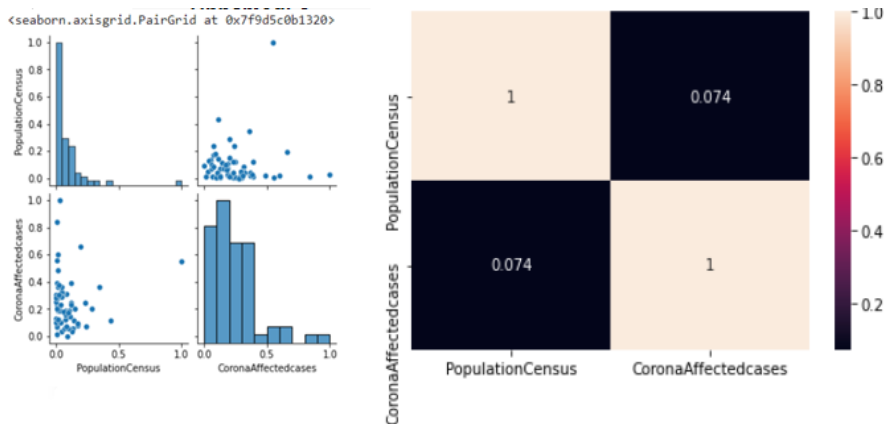 <seaborn.axisgrid.PairGrid at 0x7f9d5c0b1320>
1.0
0.8
0.6
0.4
0.2
0.0
PopulationCensus
1.0
0.8
0.6
0.4
0.2
0.0
CoronaAffectedcases
0.0 0.5 1.0
PopulationCensus
0.0 0.5 1.0
CoronaAffectedcases
PopulationCensus
CoronaAffectedcases
1 0.074
0.074 1
PopulationCensus CoronaAffectedcases
1.0
0.8
0.6
0.4
0.2